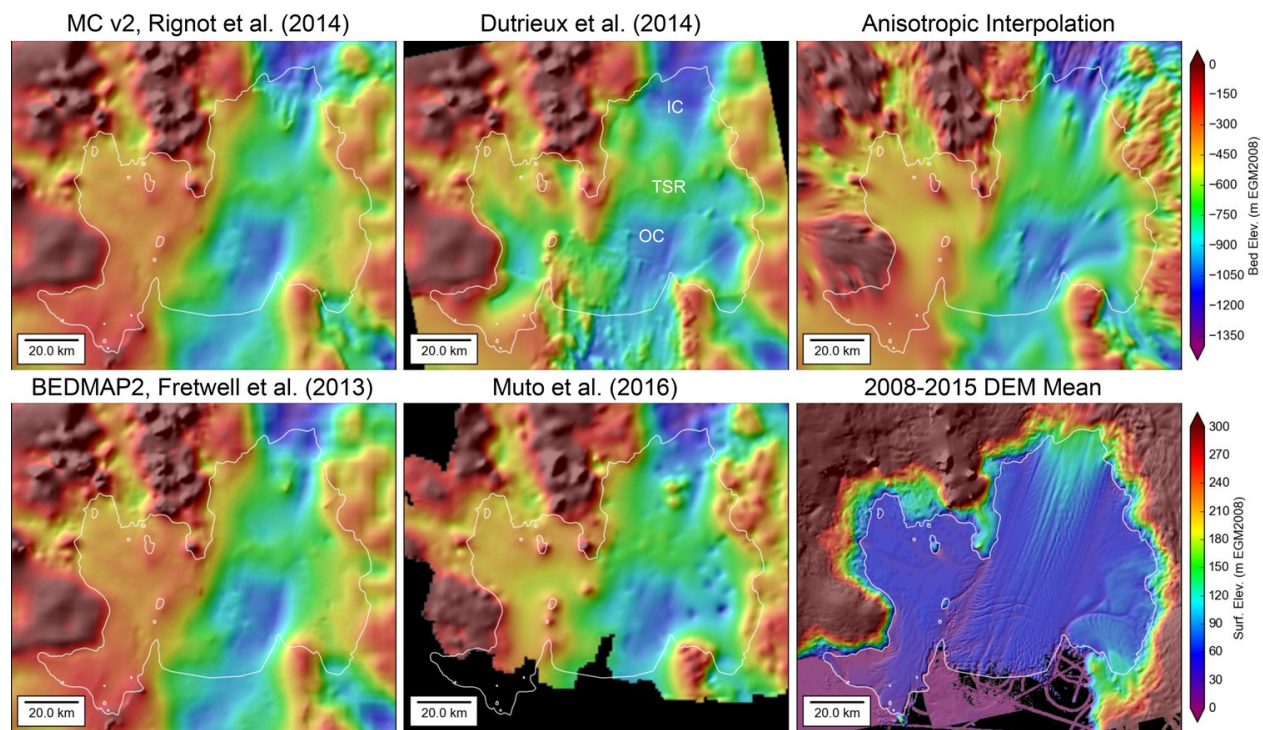 MC v2, Rignot et al. (2014)
Dutrieux et al. (2014)
Anisotropic Interpolation
IC
TSR
OC
20.0 km
20.0 km
20.0 km
0
−150
−300
−450
−600
−750
−900
−1050
−1200
−1350
Bed Elev. (m EGM2008)
BEDMAP2, Fretwell et al. (2013)
Muto et al. (2016)
2008-2015 DEM Mean
20.0 km
20.0 km
20.0 km
300
270
240
210
180
150
120
90
60
30
0
Surf. Elev. (m EGM2008)